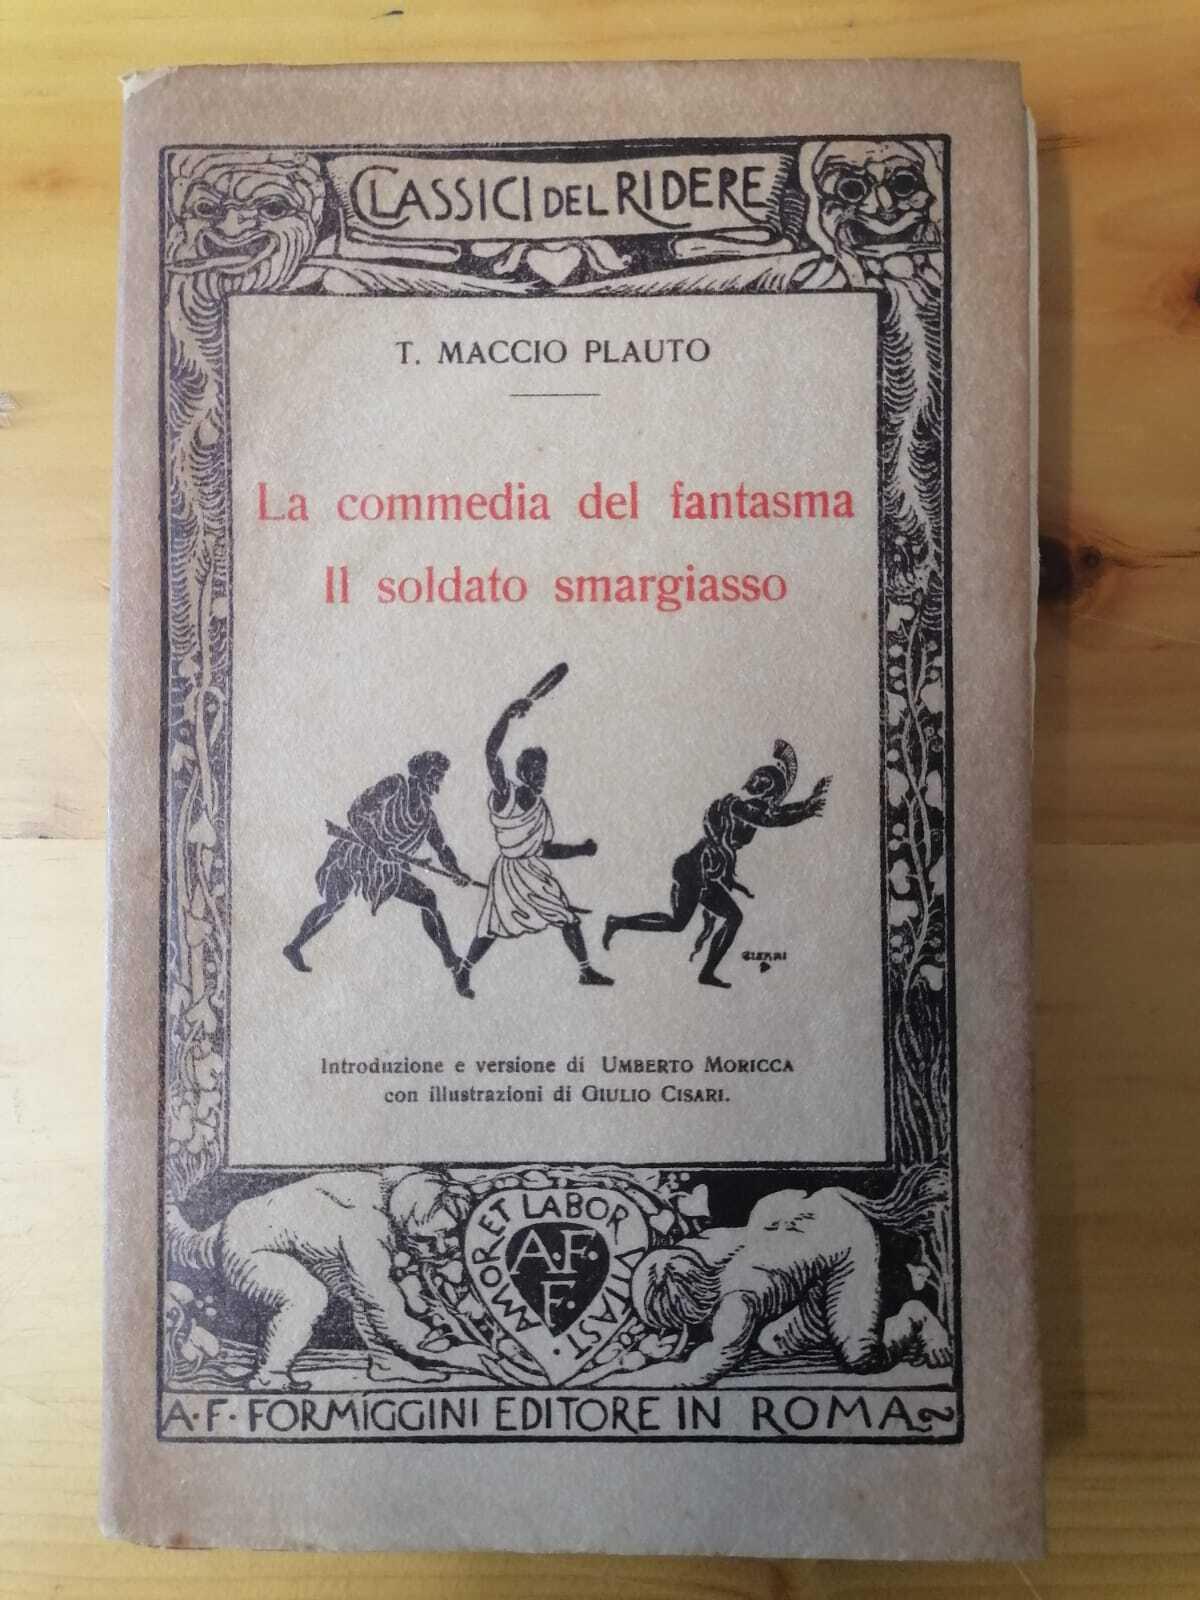 CLASSICI DEL RIDERE
T. MACCIO PLAUTO
La commedia del fantasma
Il soldato smargiasso
CISARI
Introduzione e versione di UMBERTO MORICCA
con illustrazioni di GIULIO CISARI.
AMOR ET LABOR VITAST.
A. F.
F.
A. F. FORMIGGINI EDITORE IN ROMA